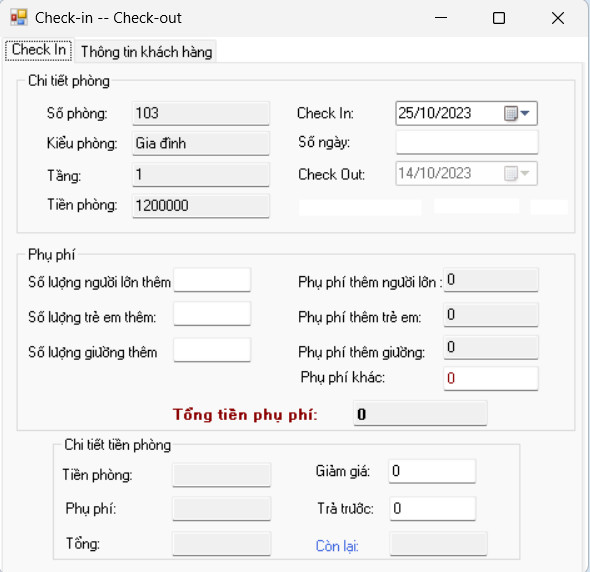 Check-in -- Check-out
Check In Thông tin khách hàng
Chi tiết phòng
Số phòng: 103 Check In: 25/10/2023
Kiểu phòng: Gia đình Số ngày:
Tầng: 1 Check Out: 14/10/2023
Tiền phòng: 1200000
Phụ phí
Số lượng người lớn thêm Phụ phí thêm người lớn : 0
Số lượng trẻ em thêm: Phụ phí thêm trẻ em: 0
Số lượng giường thêm Phụ phí thêm giường: 0
Phụ phí khác: 0
Tổng tiền phụ phí: 0
Chi tiết tiền phòng
Tiền phòng: Giảm giá: 0
Phụ phí: Trả trước: 0
Tổng: Còn lại: